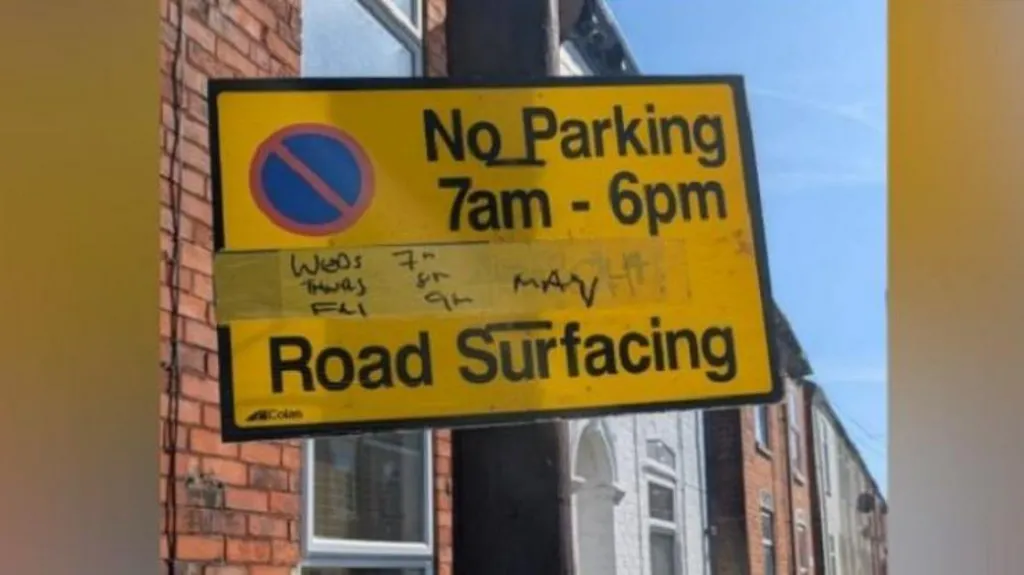 No Parking
7am - 6pm
WEDS 7th
THURS 8th MAY
FRI 9th
Road Surfacing
Colas